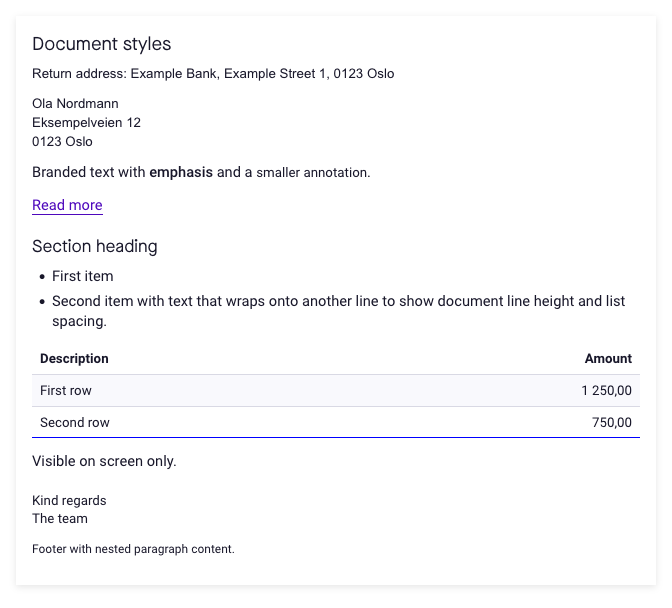 Document styles
Return address: Example Bank, Example Street 1, 0123 Oslo
Ola Nordmann
Eksempelveien 12
0123 Oslo
Branded text with emphasis and a smaller annotation.
Read more
Section heading
• First item
• Second item with text that wraps onto another line to show document line height and list
spacing.
Description Amount
First row 1 250,00
Second row 750,00
Visible on screen only.
Kind regards
The team
Footer with nested paragraph content.